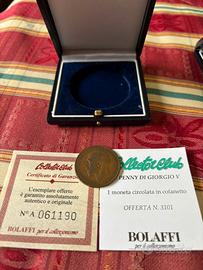 Collector Club
Certificato di Garanzia
L'esemplare offerto
è garantito assolutamente
autentico e originale
N° A 061190
BOLAFFI
per il collezionismo
Collector Club
PENNY DI GIORGIO V
1 moneta circolata in cofanetto
OFFERTA N. 3101
BOLAFFI
per il collezionismo